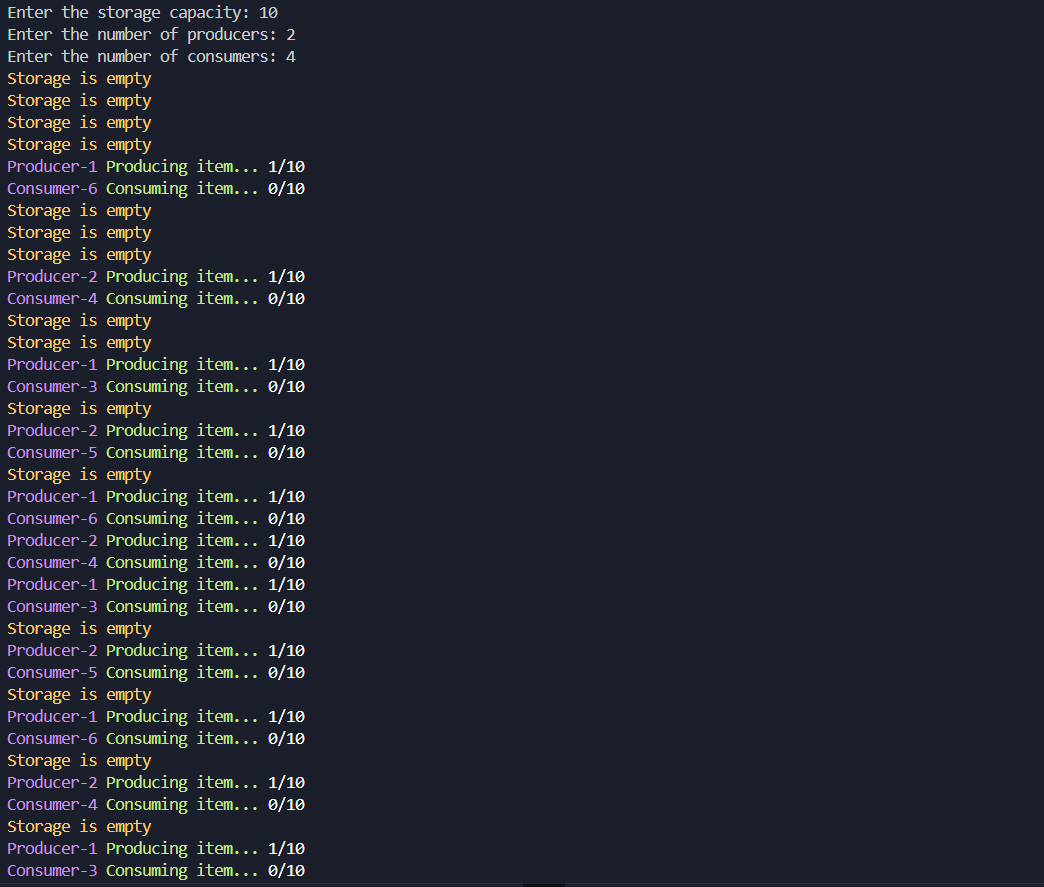 Enter the storage capacity: 10
Enter the number of producers: 2
Enter the number of consumers: 4
Storage is empty
Storage is empty
Storage is empty
Storage is empty
Producer-1 Producing item... 1/10
Consumer-6 Consuming item... 0/10
Storage is empty
Storage is empty
Storage is empty
Producer-2 Producing item... 1/10
Consumer-4 Consuming item... 0/10
Storage is empty
Storage is empty
Producer-1 Producing item... 1/10
Consumer-3 Consuming item... 0/10
Storage is empty
Producer-2 Producing item... 1/10
Consumer-5 Consuming item... 0/10
Storage is empty
Producer-1 Producing item... 1/10
Consumer-6 Consuming item... 0/10
Producer-2 Producing item... 1/10
Consumer-4 Consuming item... 0/10
Producer-1 Producing item... 1/10
Consumer-3 Consuming item... 0/10
Storage is empty
Producer-2 Producing item... 1/10
Consumer-5 Consuming item... 0/10
Storage is empty
Producer-1 Producing item... 1/10
Consumer-6 Consuming item... 0/10
Storage is empty
Producer-2 Producing item... 1/10
Consumer-4 Consuming item... 0/10
Storage is empty
Producer-1 Producing item... 1/10
Consumer-3 Consuming item... 0/10